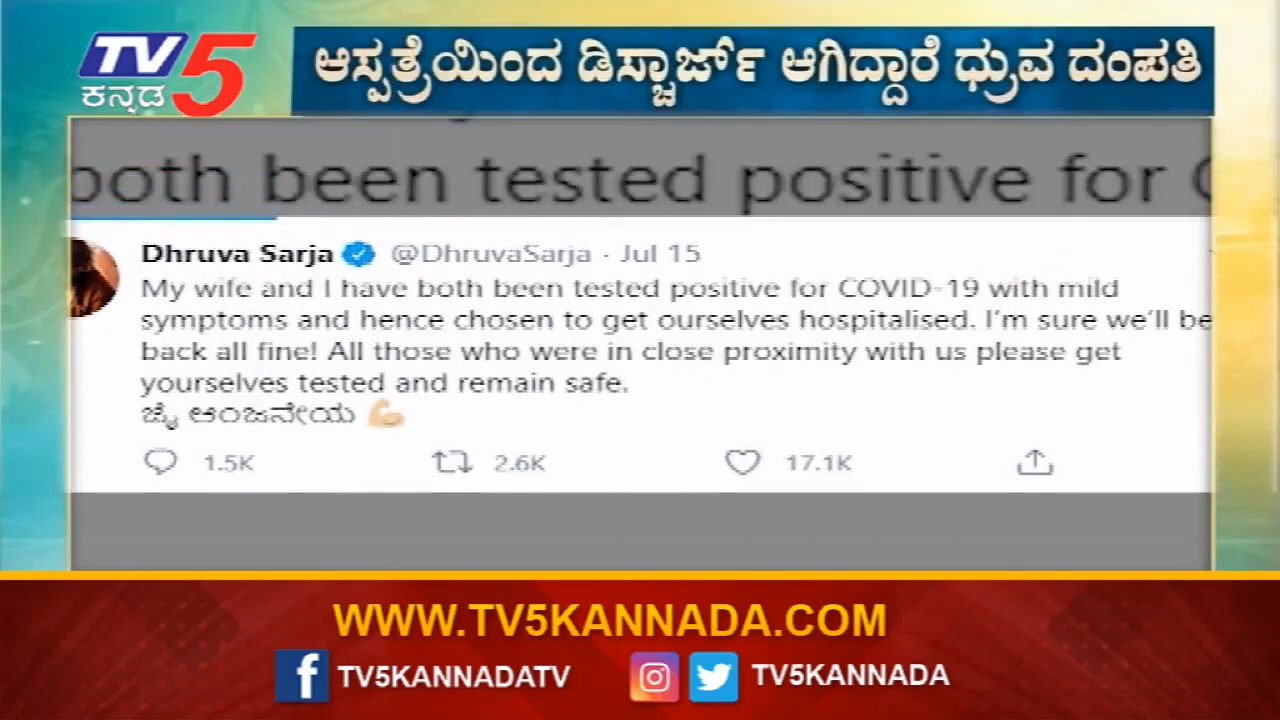 TV5
ಕನ್ನಡ
ಆಸ್ಪತ್ರೆಯಿಂದ ಡಿಸ್ಚಾರ್ಜ್ ಆಗಿದ್ದಾರೆ ಧ್ರುವ ದಂಪತಿ
both been tested positive for
Dhruva Sarja @DhruvaSarja · Jul 15
My wife and I have both been tested positive for COVID-19 with mild
symptoms and hence chosen to get ourselves hospitalised. I'm sure we'll be
back all fine! All those who were in close proximity with us please get
yourselves tested and remain safe.
ಜೈ ಆಂಜನೇಯ 💪🏼
1.5K 2.6K 17.1K
WWW.TV5KANNADA.COM
TV5KANNADATV TV5KANNADA